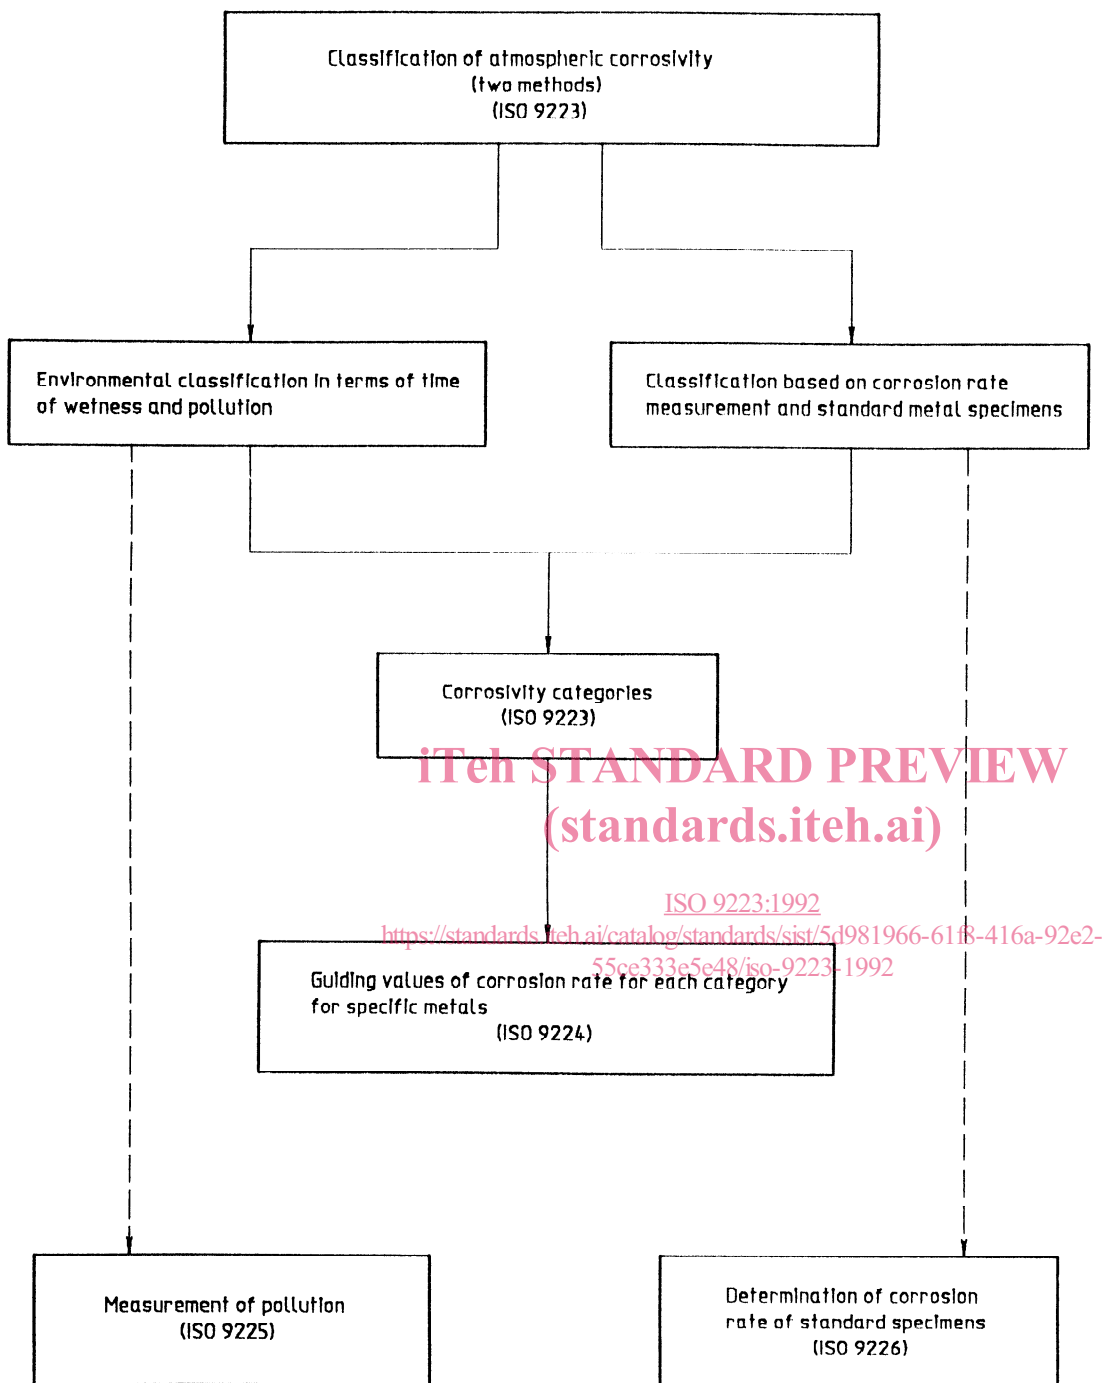 Classification of atmospheric corrosivity
(two methods)
(ISO 9223)
Environmental classification in terms of time
of wetness and pollution
Classification based on corrosion rate
measurement and standard metal specimens
Corrosivity categories
(ISO 9223)
iTeh STANDARD PREVIEW
(standards.iteh.ai)
ISO 9223:1992
https://standards.iteh.ai/catalog/standards/sist/5d981966-61f8-416a-92e2-
55ce333e5e48/iso-9223-1992
Guiding values of corrosion rate for each category
for specific metals
(ISO 9224)
Measurement of pollution
(ISO 9225)
Determination of corrosion
rate of standard specimens
(ISO 9226)